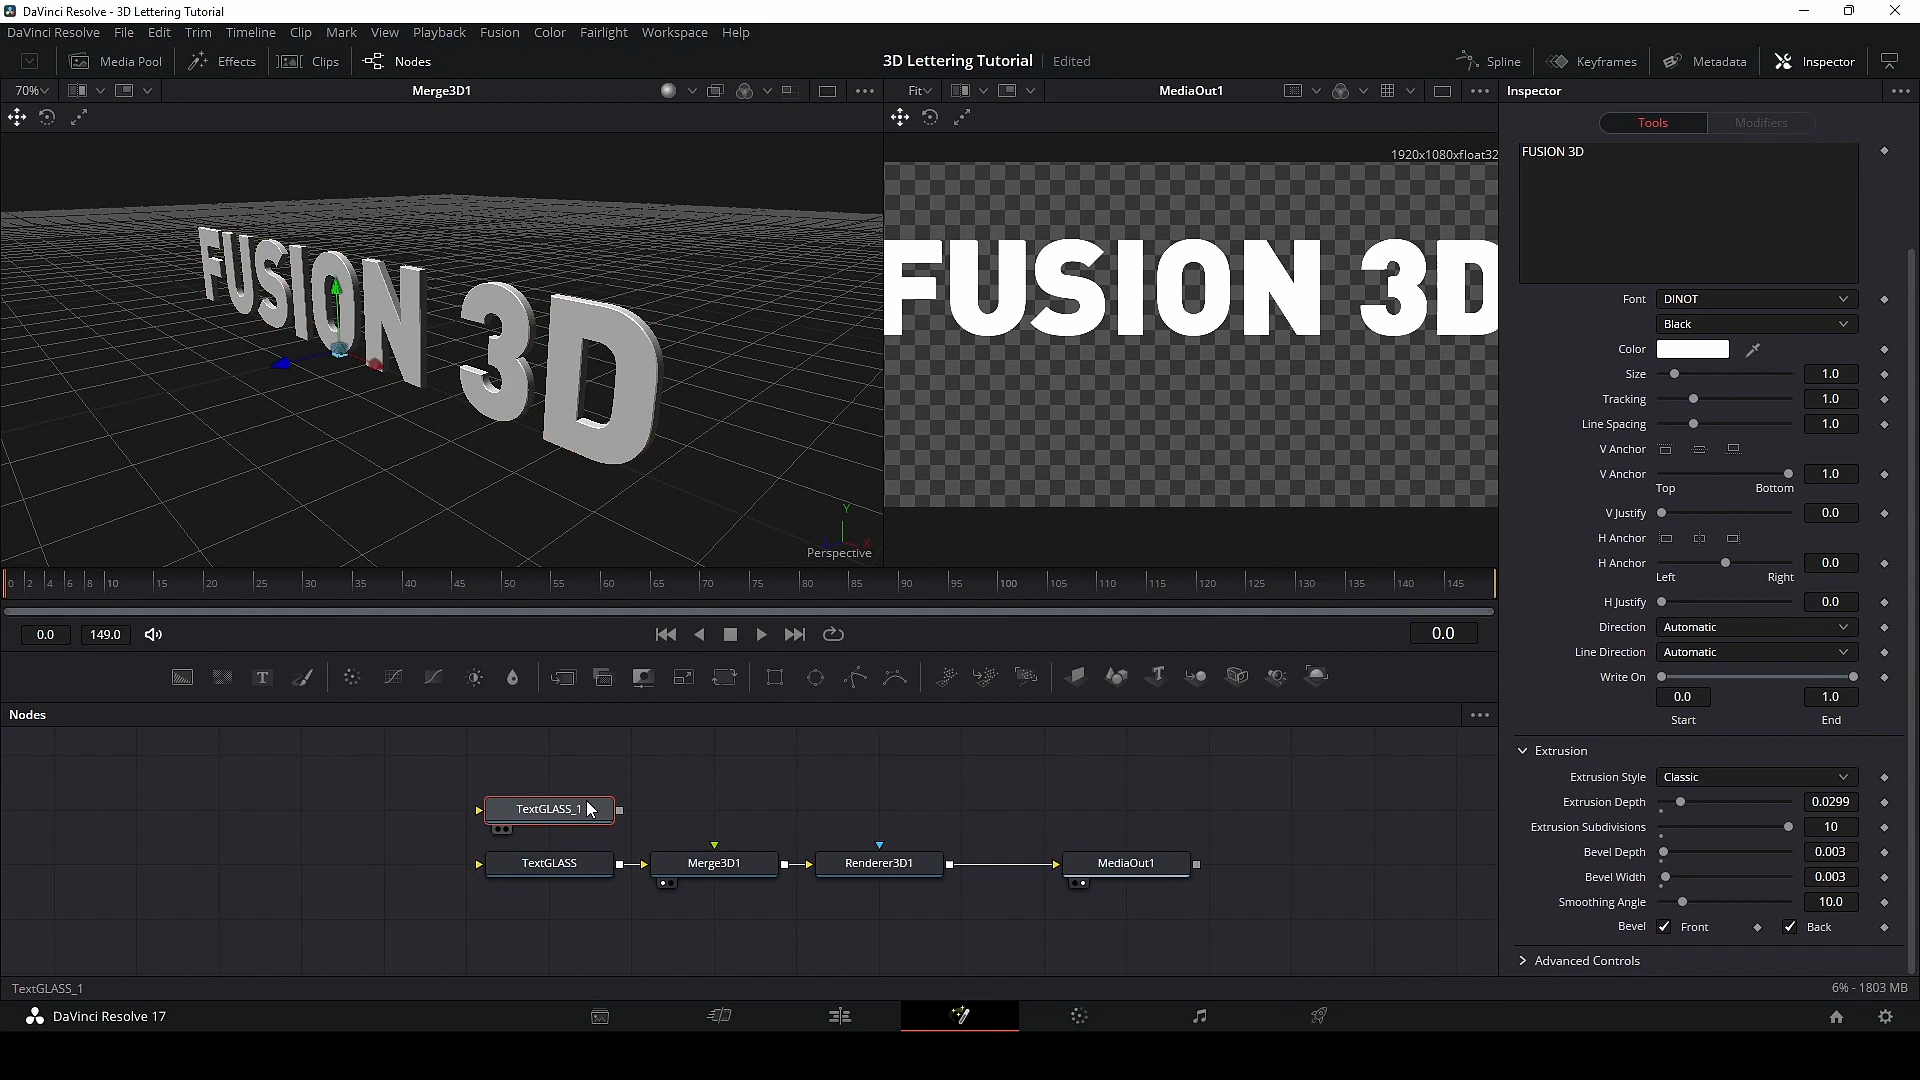 DaVinci Resolve - 3D Lettering Tutorial
DaVinci Resolve File Edit Trim Timeline Clip Mark View Playback Fusion Color Fairlight Workspace Help
Media Pool Effects Clips Nodes 3D Lettering Tutorial Edited Spline Keyframes Metadata Inspector
70% Merge3D1 Fit MediaOut1 Inspector
Tools Modifiers
1920x1080xfloat32
FUSION 3D
FUSION 3D
FUSION 3D
Font DINOT
Black
Color
Size 1.0
Tracking 1.0
Line Spacing 1.0
V Anchor
V Anchor 1.0
Top Bottom
V Justify 0.0
H Anchor
H Anchor 0.0
Left Right
H Justify 0.0
Direction Automatic
Line Direction Automatic
Write On
0.0 1.0
Start End
Extrusion
Extrusion Style Classic
Extrusion Depth 0.0299
Extrusion Subdivisions 10
Bevel Depth 0.003
Bevel Width 0.003
Smoothing Angle 10.0
Bevel Front Back
Advanced Controls
Y
X
Perspective
0 2 4 6 8 10 15 20 25 30 35 40 45 50 55 60 65 70 75 80 85 90 95 100 105 110 115 120 125 130 135 140 145
0.0 149.0 0.0
T
Nodes
TextGLASS_1
TextGLASS Merge3D1 Renderer3D1 MediaOut1
TextGLASS_1 6% - 1803 MB
DaVinci Resolve 17